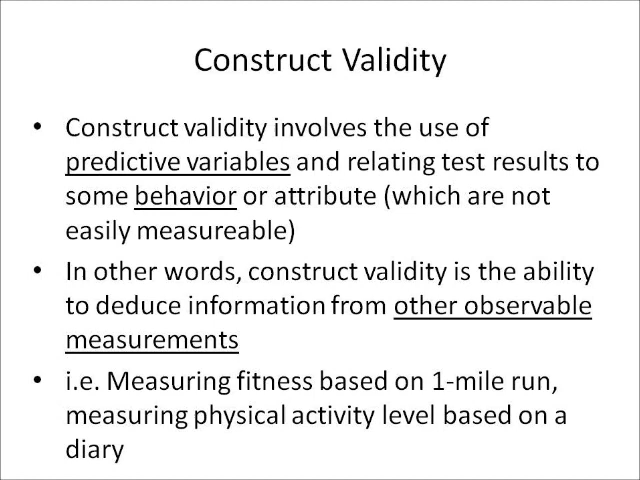 Construct Validity
• Construct validity involves the use of
predictive variables and relating test results to
some behavior or attribute (which are not
easily measureable)
• In other words, construct validity is the ability
to deduce information from other observable
measurements
• i.e. Measuring fitness based on 1-mile run,
measuring physical activity level based on a
diary